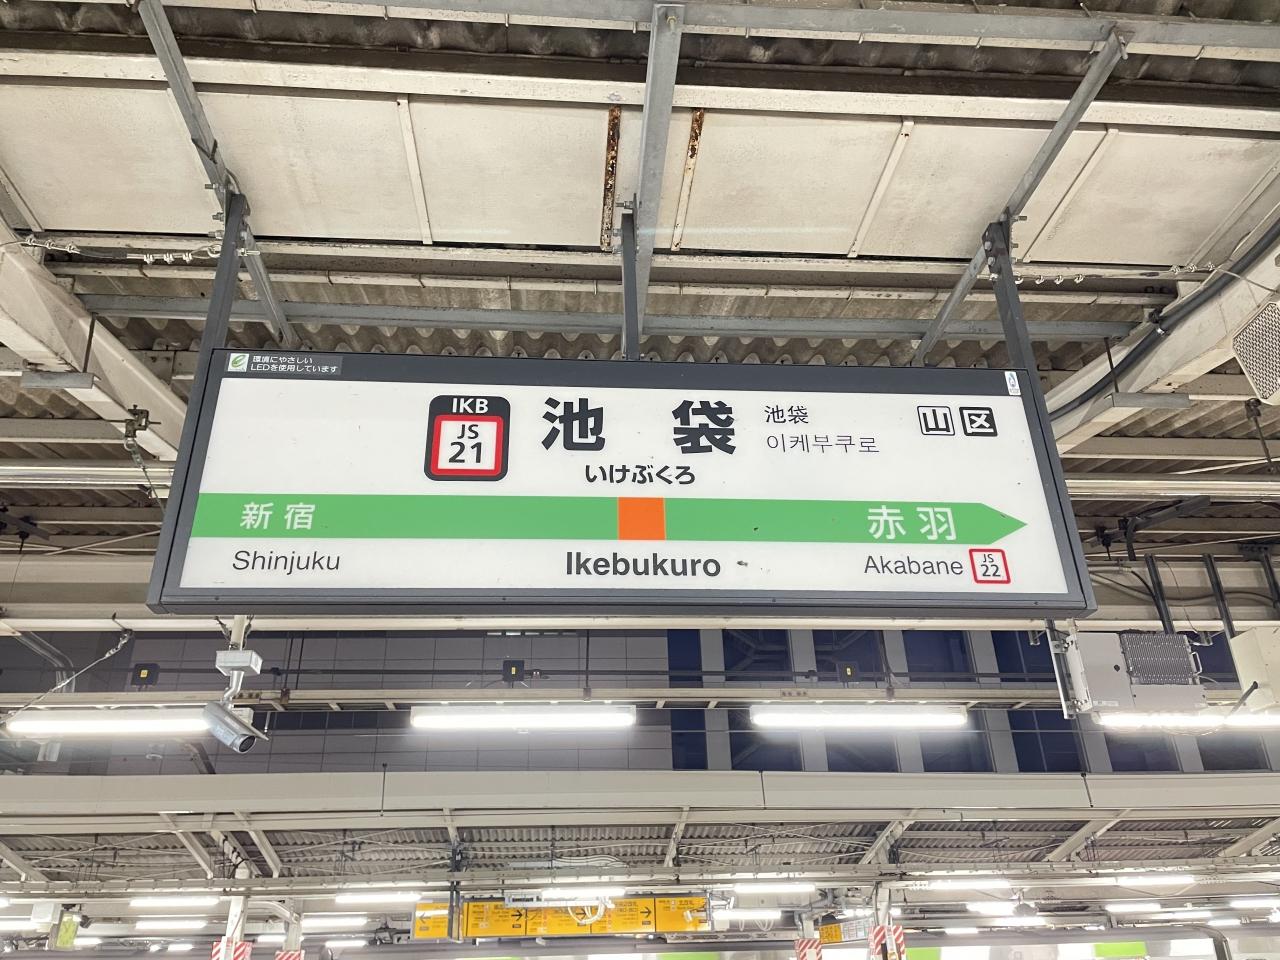 環境にやさしい
LEDを使用しています
IKB
JS
21
池袋
いけぶくろ
池袋
이케부쿠로
山 区
新宿
赤羽
Shinjuku
Ikebukuro
Akabane
JS
22